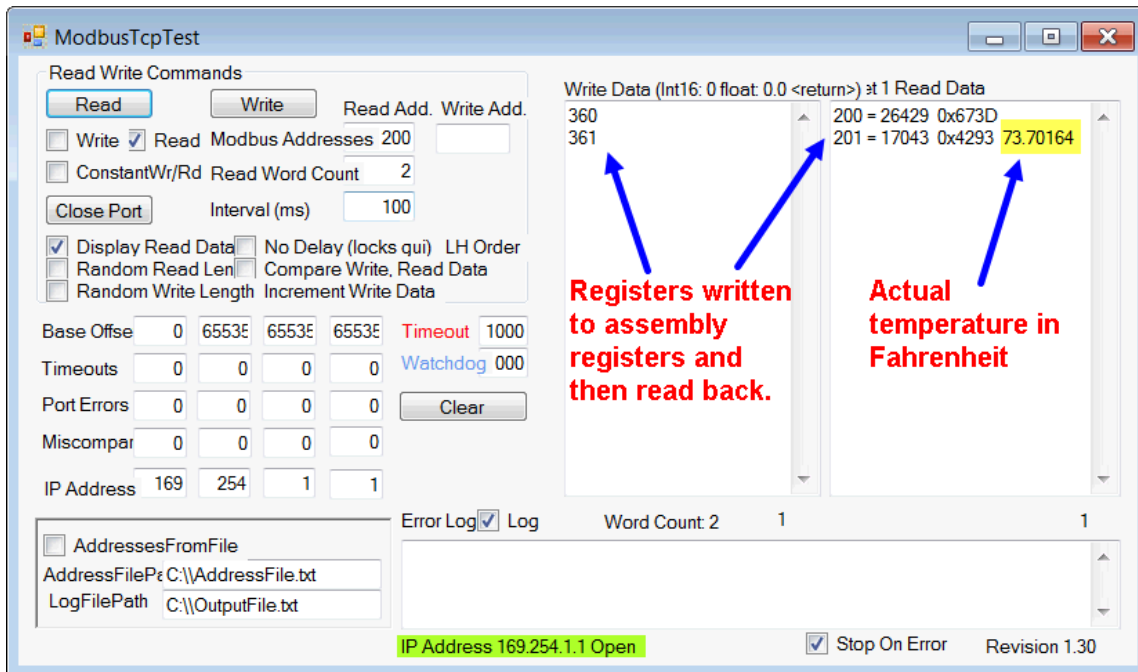 ModbusTcpTest
Read Write Commands
Read Write Read Add. Write Add.
Write Read Modbus Addresses 200
ConstantWr/Rd Read Word Count 2
Close Port Interval (ms) 100
Display Read Data No Delay (locks gui) LH Order
Random Read Len Compare Write, Read Data
Random Write Length Increment Write Data
Base Offse 0 65535 65535 65535 Timeout 1000
Timeouts 0 0 0 0 Watchdog 000
Port Errors 0 0 0 0 Clear
Miscompar 0 0 0 0
IP Address 169 254 1 1
AddressesFromFile
AddressFilePa C:\\AddressFile.txt
LogFilePath C:\\OutputFile.txt
Write Data (Int16: 0 float: 0.0 <return>) et 1 Read Data
360
361
200 = 26429 0x673D
201 = 17043 0x4293 73.70164
Registers written
to assembly
registers and
then read back.
Actual
temperature in
Fahrenheit
Error Log Log Word Count: 2 1 1
IP Address 169.254.1.1 Open
Stop On Error Revision 1.30